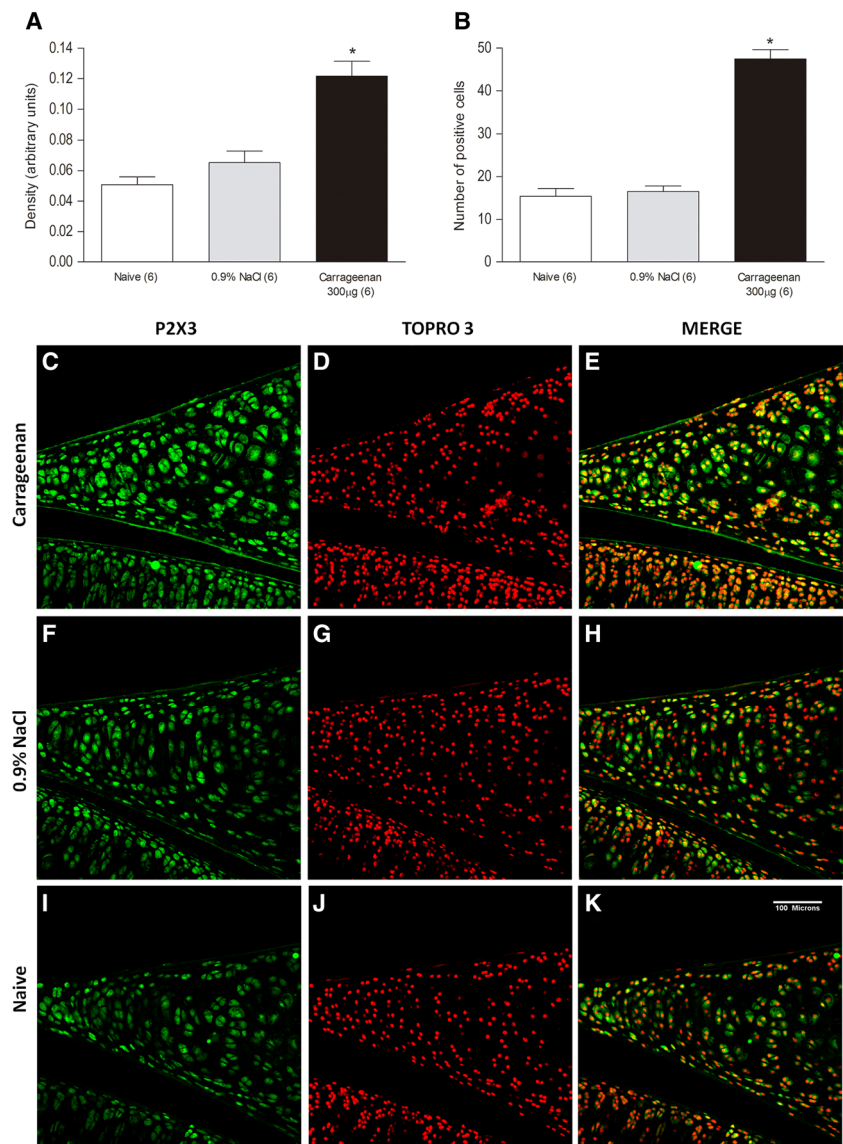 A
Density (arbitrary units)
0.14
0.12
0.10
0.08
0.06
0.04
0.02
0.00
*
Naive (6)
0.9% NaCl (6)
Carrageenan
300µg (6)
B
Number of positive cells
50
40
30
20
10
0
*
Naive (6)
0.9% NaCl (6)
Carrageenan
300µg (6)
P2X3
TOPRO 3
MERGE
Carrageenan
C
D
E
0.9% NaCl
F
G
H
Naive
I
J
K
100 Microns